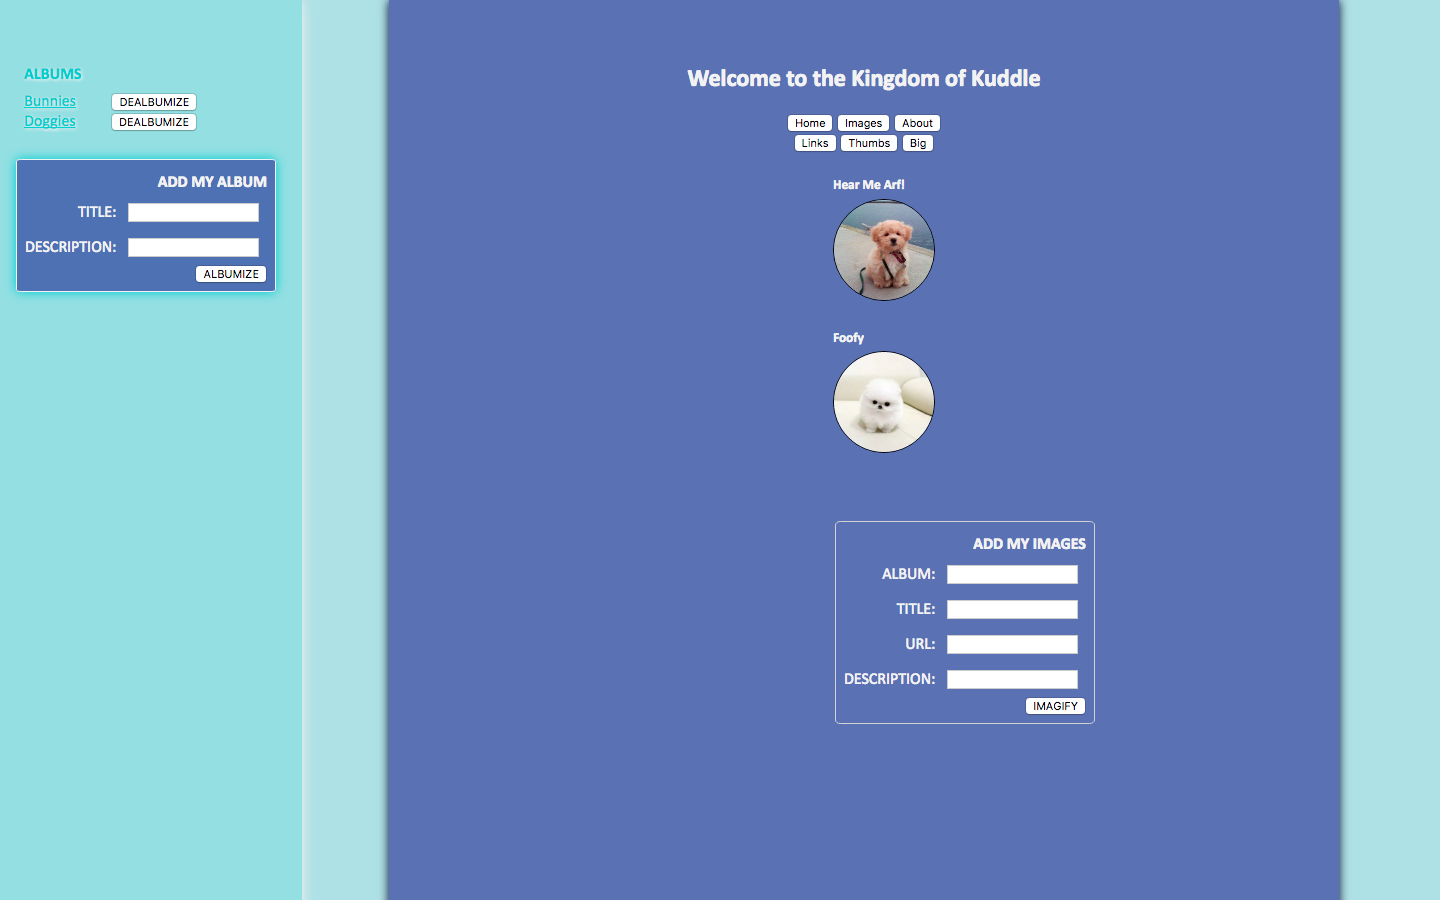 ALBUMS
Bunnies DEALBUMIZE
Doggies DEALBUMIZE
ADD MY ALBUM
TITLE:
DESCRIPTION:
ALBUMIZE
Welcome to the Kingdom of Kuddle
Home Images About
Links Thumbs Big
Hear Me Arf!
Foofy
ADD MY IMAGES
ALBUM:
TITLE:
URL:
DESCRIPTION:
IMAGIFY